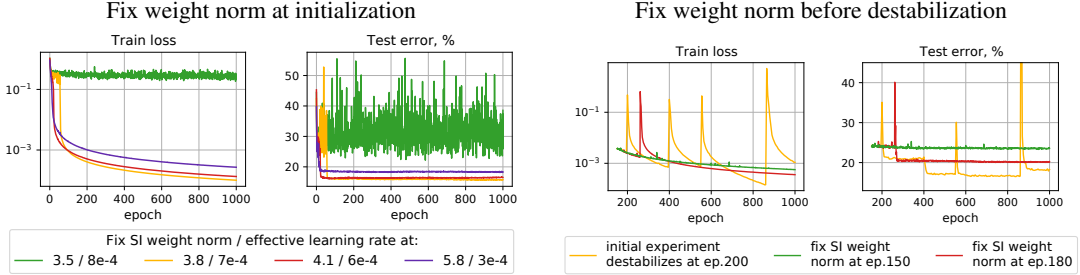 Fix weight norm at initialization
Train loss
Test error, %
10⁻¹
10⁻³
0 200 400 600 800 1000
epoch
50
40
30
20
0 200 400 600 800 1000
epoch
Fix SI weight norm / effective learning rate at:
3.5 / 8e-4
3.8 / 7e-4
4.1 / 6e-4
5.8 / 3e-4
Fix weight norm before destabilization
Train loss
Test error, %
10⁻¹
10⁻³
200 400 600 800 1000
epoch
40
30
20
200 400 600 800 1000
epoch
initial experiment
destabilizes at ep.200
fix SI weight
norm at ep.150
fix SI weight
norm at ep.180